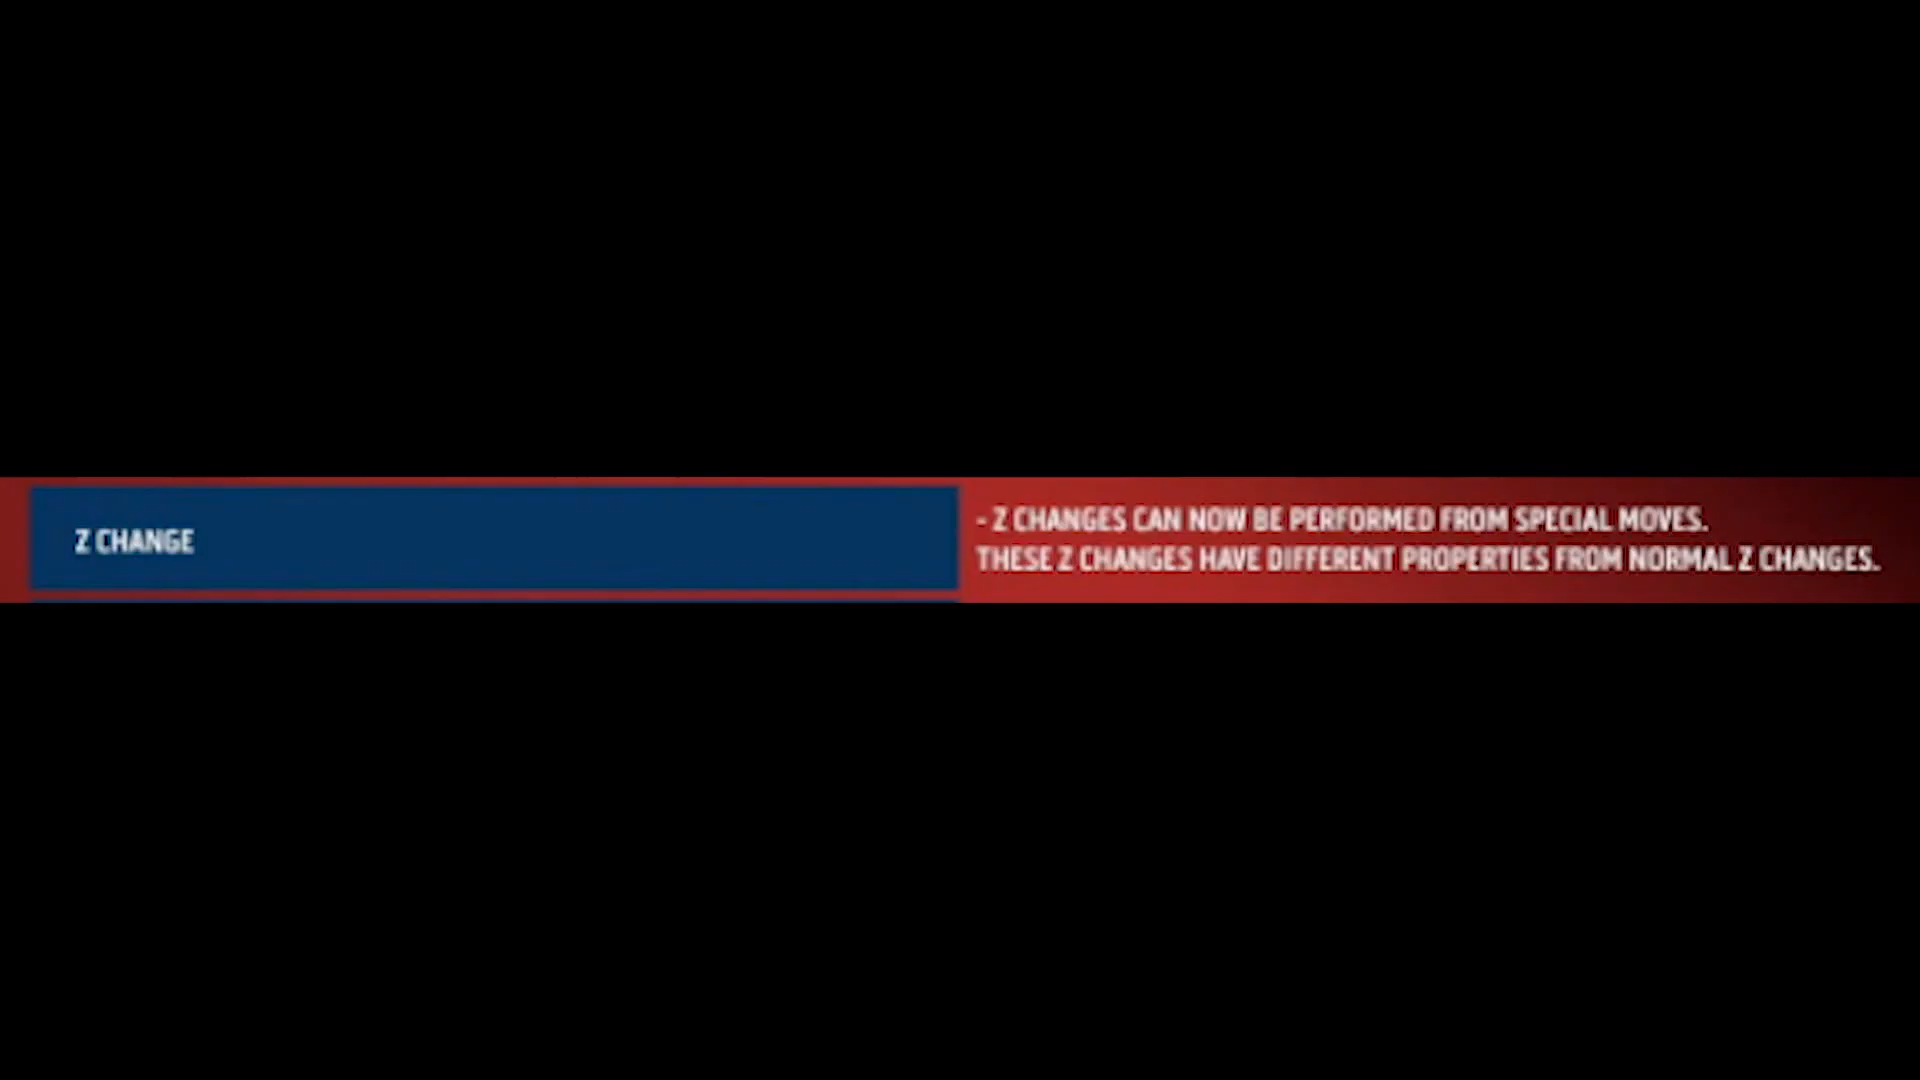 Z CHANGE
- Z CHANGES CAN NOW BE PERFORMED FROM SPECIAL MOVES.
THESE Z CHANGES HAVE DIFFERENT PROPERTIES FROM NORMAL Z CHANGES.